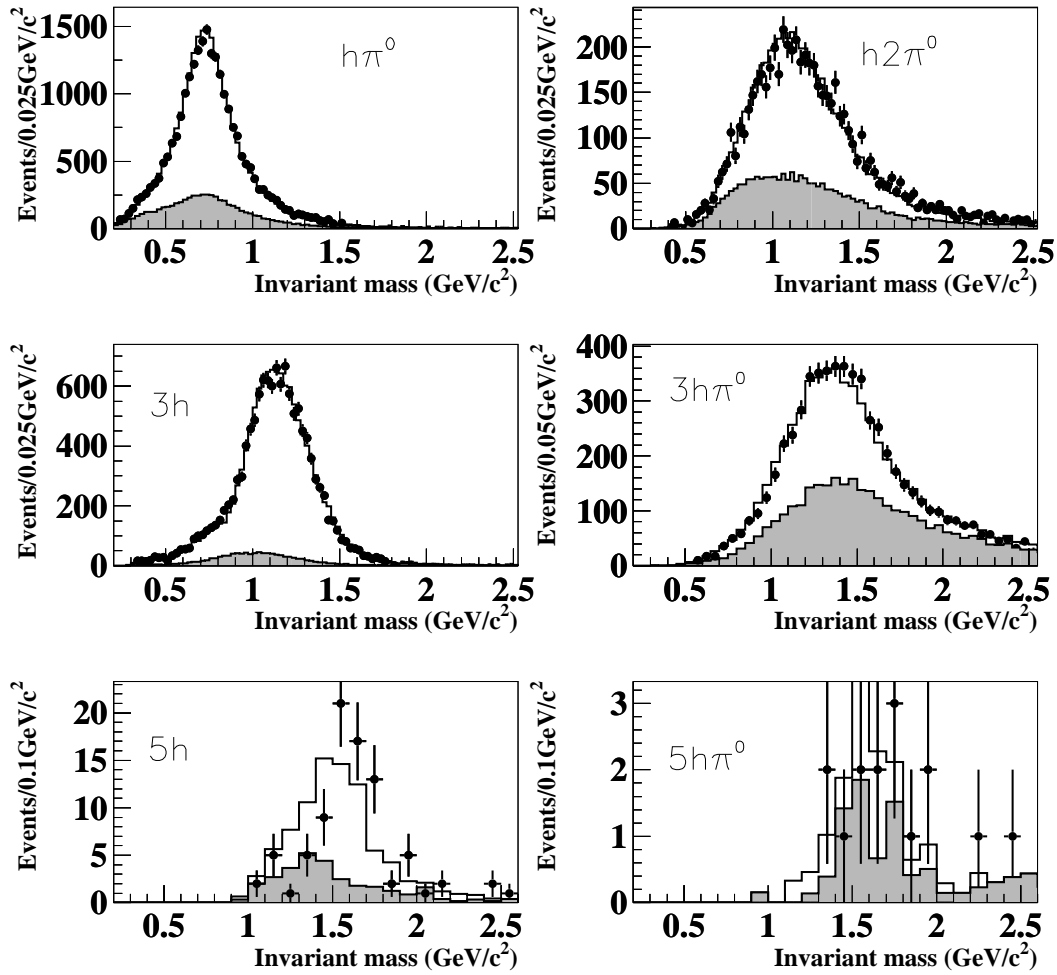 Events/0.025GeV/c²
1500
1000
500
250
0
hπ⁰
0.5 1 1.5 2 2.5
Invariant mass (GeV/c²)
Events/0.025GeV/c²
200
150
100
50
0
h2π⁰
0.5 1 1.5 2 2.5
Invariant mass (GeV/c²)
Events/0.025GeV/c²
600
400
200
0
3h
0.5 1 1.5 2 2.5
Invariant mass (GeV/c²)
Events/0.05GeV/c²
400
300
200
100
0
3hπ⁰
0.5 1 1.5 2 2.5
Invariant mass (GeV/c²)
Events/0.1GeV/c²
20
15
10
5
0
5h
0.5 1 1.5 2 2.5
Invariant mass (GeV/c²)
Events/0.1GeV/c²
3
2
1
0
5hπ⁰
0.5 1 1.5 2 2.5
Invariant mass (GeV/c²)